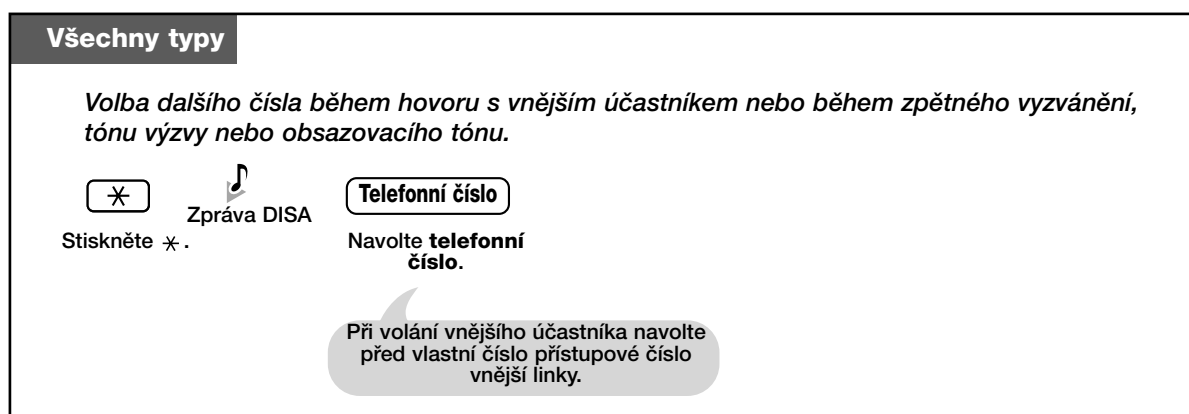 Všechny typy
Volba dalšího čísla během hovoru s vnějším účastníkem nebo během zpětného vyzvánění,
tónu výzvy nebo obsazovacího tónu.
Zpráva DISA
Telefonní číslo
Stiskněte ✳.
Navolte telefonní
číslo.
Při volání vnějšího účastníka navolte
před vlastní číslo přístupové číslo
vnější linky.